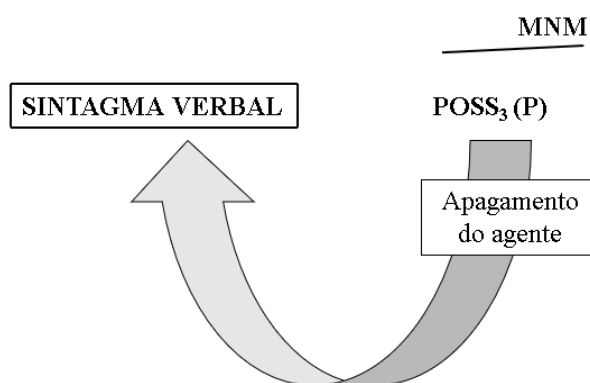 MNM
SINTAGMA VERBAL
POSS₃ (P)
Apagamento
do agente